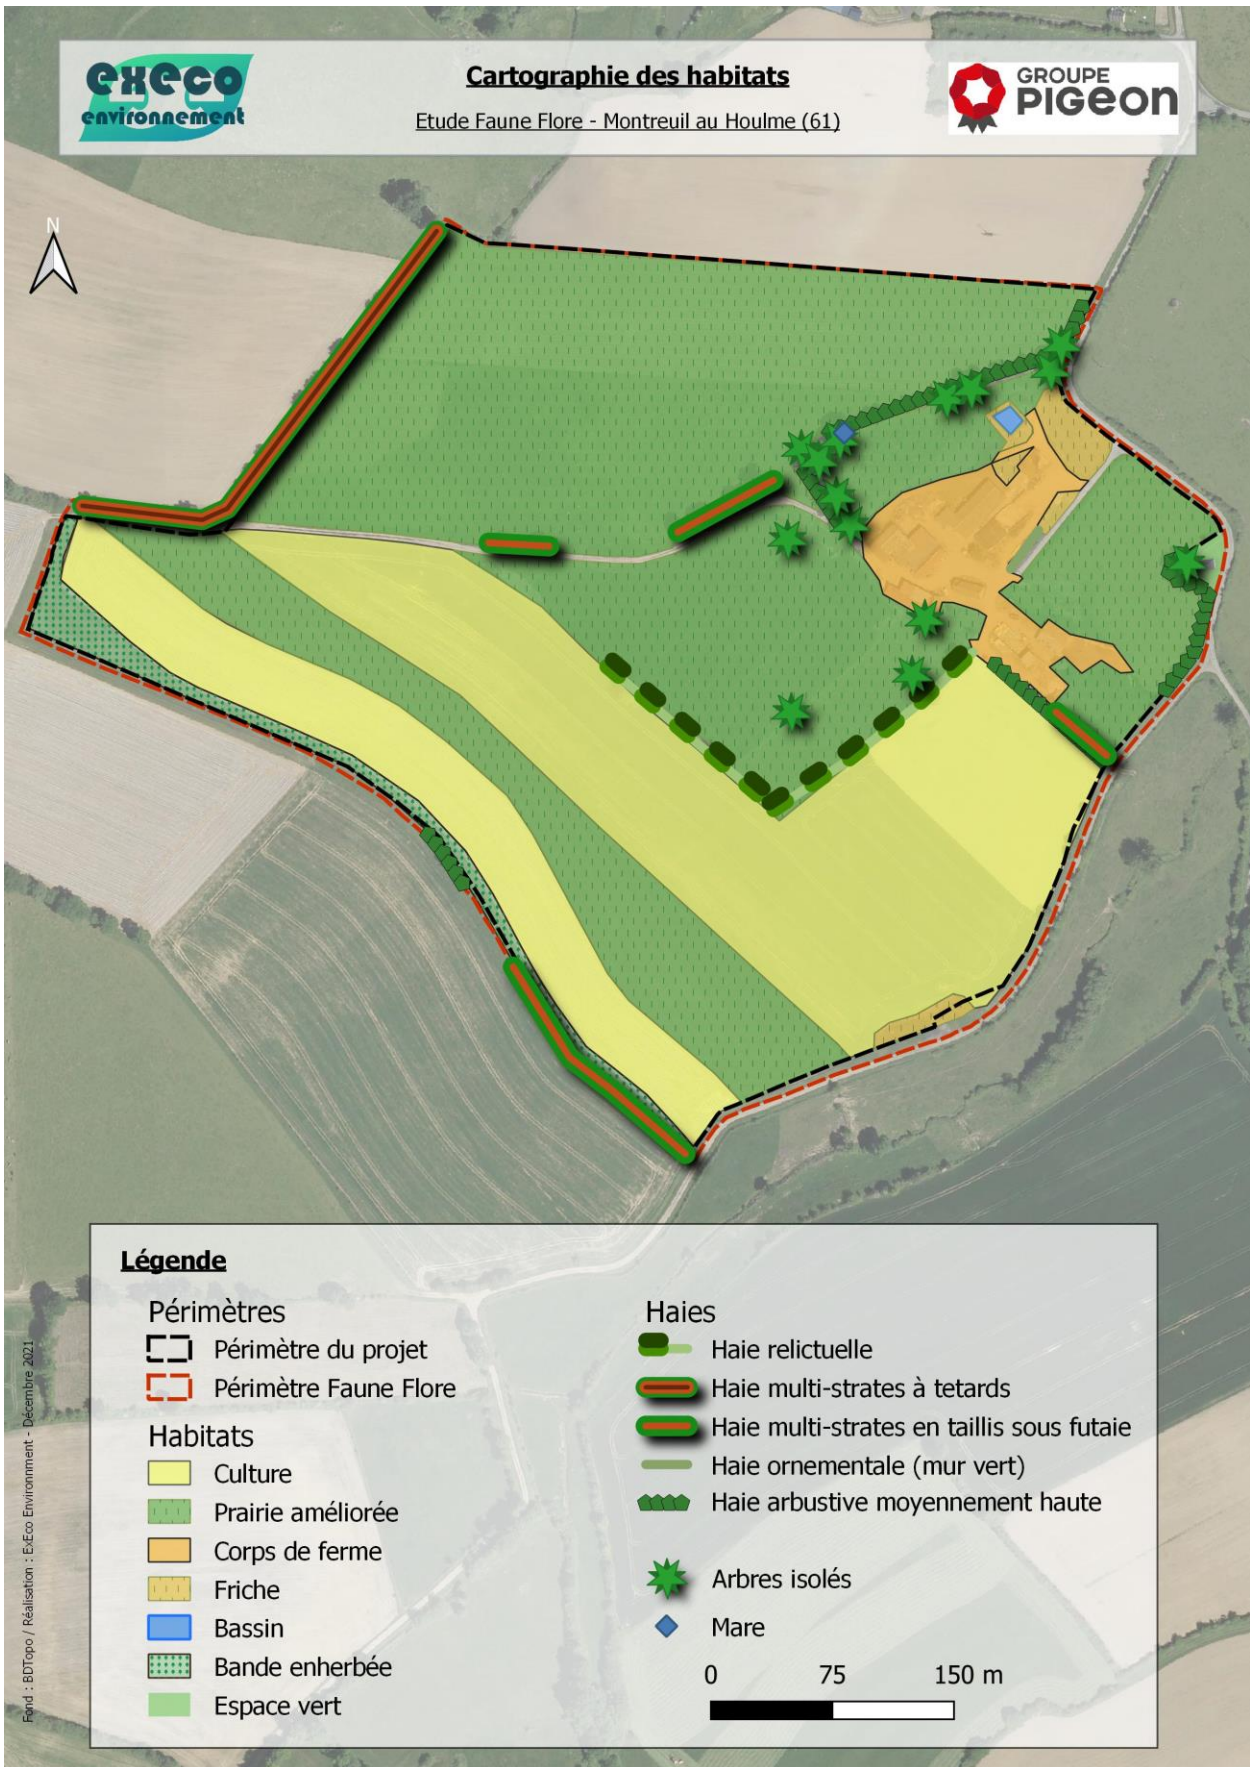 execo
environnement
Cartographie des habitats
Etude Faune Flore - Montreuil au Houlme (61)
GROUPE
PIGEON
N
Légende
Périmètres
Périmètre du projet
Périmètre Faune Flore
Habitats
Culture
Prairie améliorée
Corps de ferme
Friche
Bassin
Bande enherbée
Espace vert
Haies
Haie relictuelle
Haie multi-strates à tetards
Haie multi-strates en taillis sous futaie
Haie ornementale (mur vert)
Haie arbustive moyennement haute
Arbres isolés
Mare
0 75 150 m
Fond : BDTopo / Réalisation : ExEco Environnment - Décembre 2021